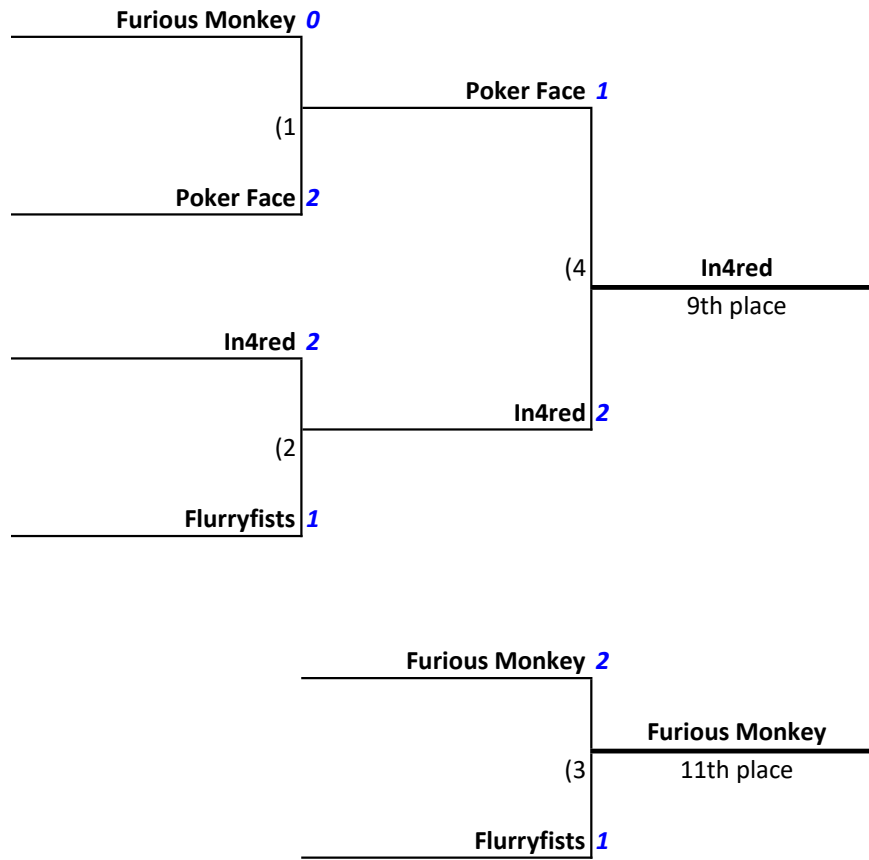 Furious Monkey 0
Poker Face 1
(1
Poker Face 2
(4
In4red
9th place
In4red 2
In4red 2
(2
Flurryfists 1
Furious Monkey 2
Furious Monkey
(3
11th place
Flurryfists 1